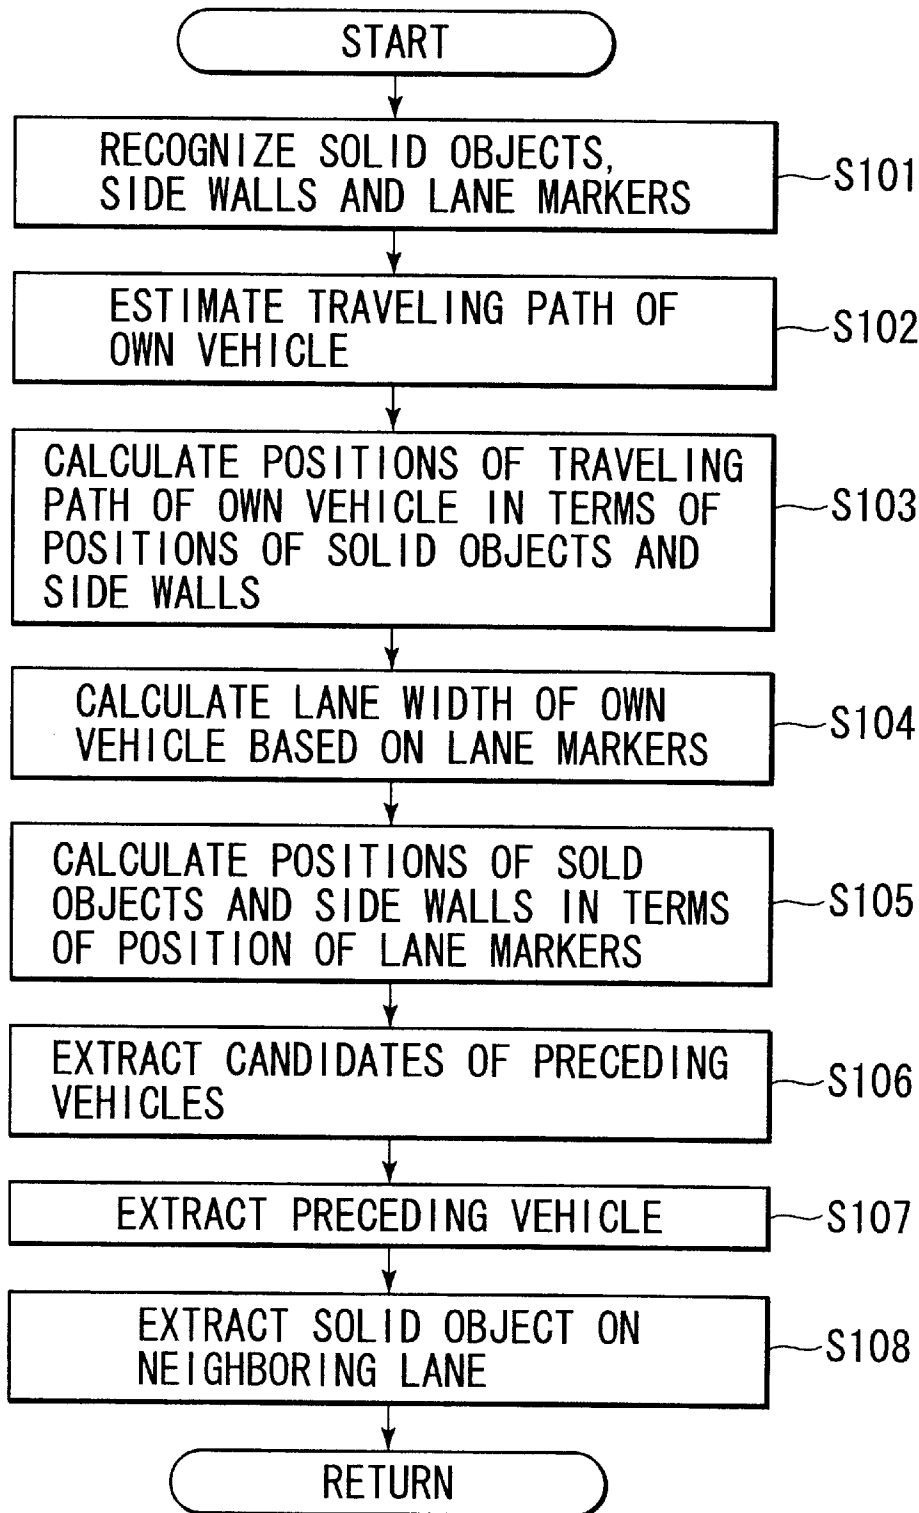 START
RECOGNIZE SOLID OBJECTS,
SIDE WALLS AND LANE MARKERS
S101
ESTIMATE TRAVELING PATH OF
OWN VEHICLE
S102
CALCULATE POSITIONS OF TRAVELING
PATH OF OWN VEHICLE IN TERMS OF
POSITIONS OF SOLID OBJECTS AND
SIDE WALLS
S103
CALCULATE LANE WIDTH OF OWN
VEHICLE BASED ON LANE MARKERS
S104
CALCULATE POSITIONS OF SOLD
OBJECTS AND SIDE WALLS IN TERMS
OF POSITION OF LANE MARKERS
S105
EXTRACT CANDIDATES OF PRECEDING
VEHICLES
S106
EXTRACT PRECEDING VEHICLE
S107
EXTRACT SOLID OBJECT ON
NEIGHBORING LANE
S108
RETURN